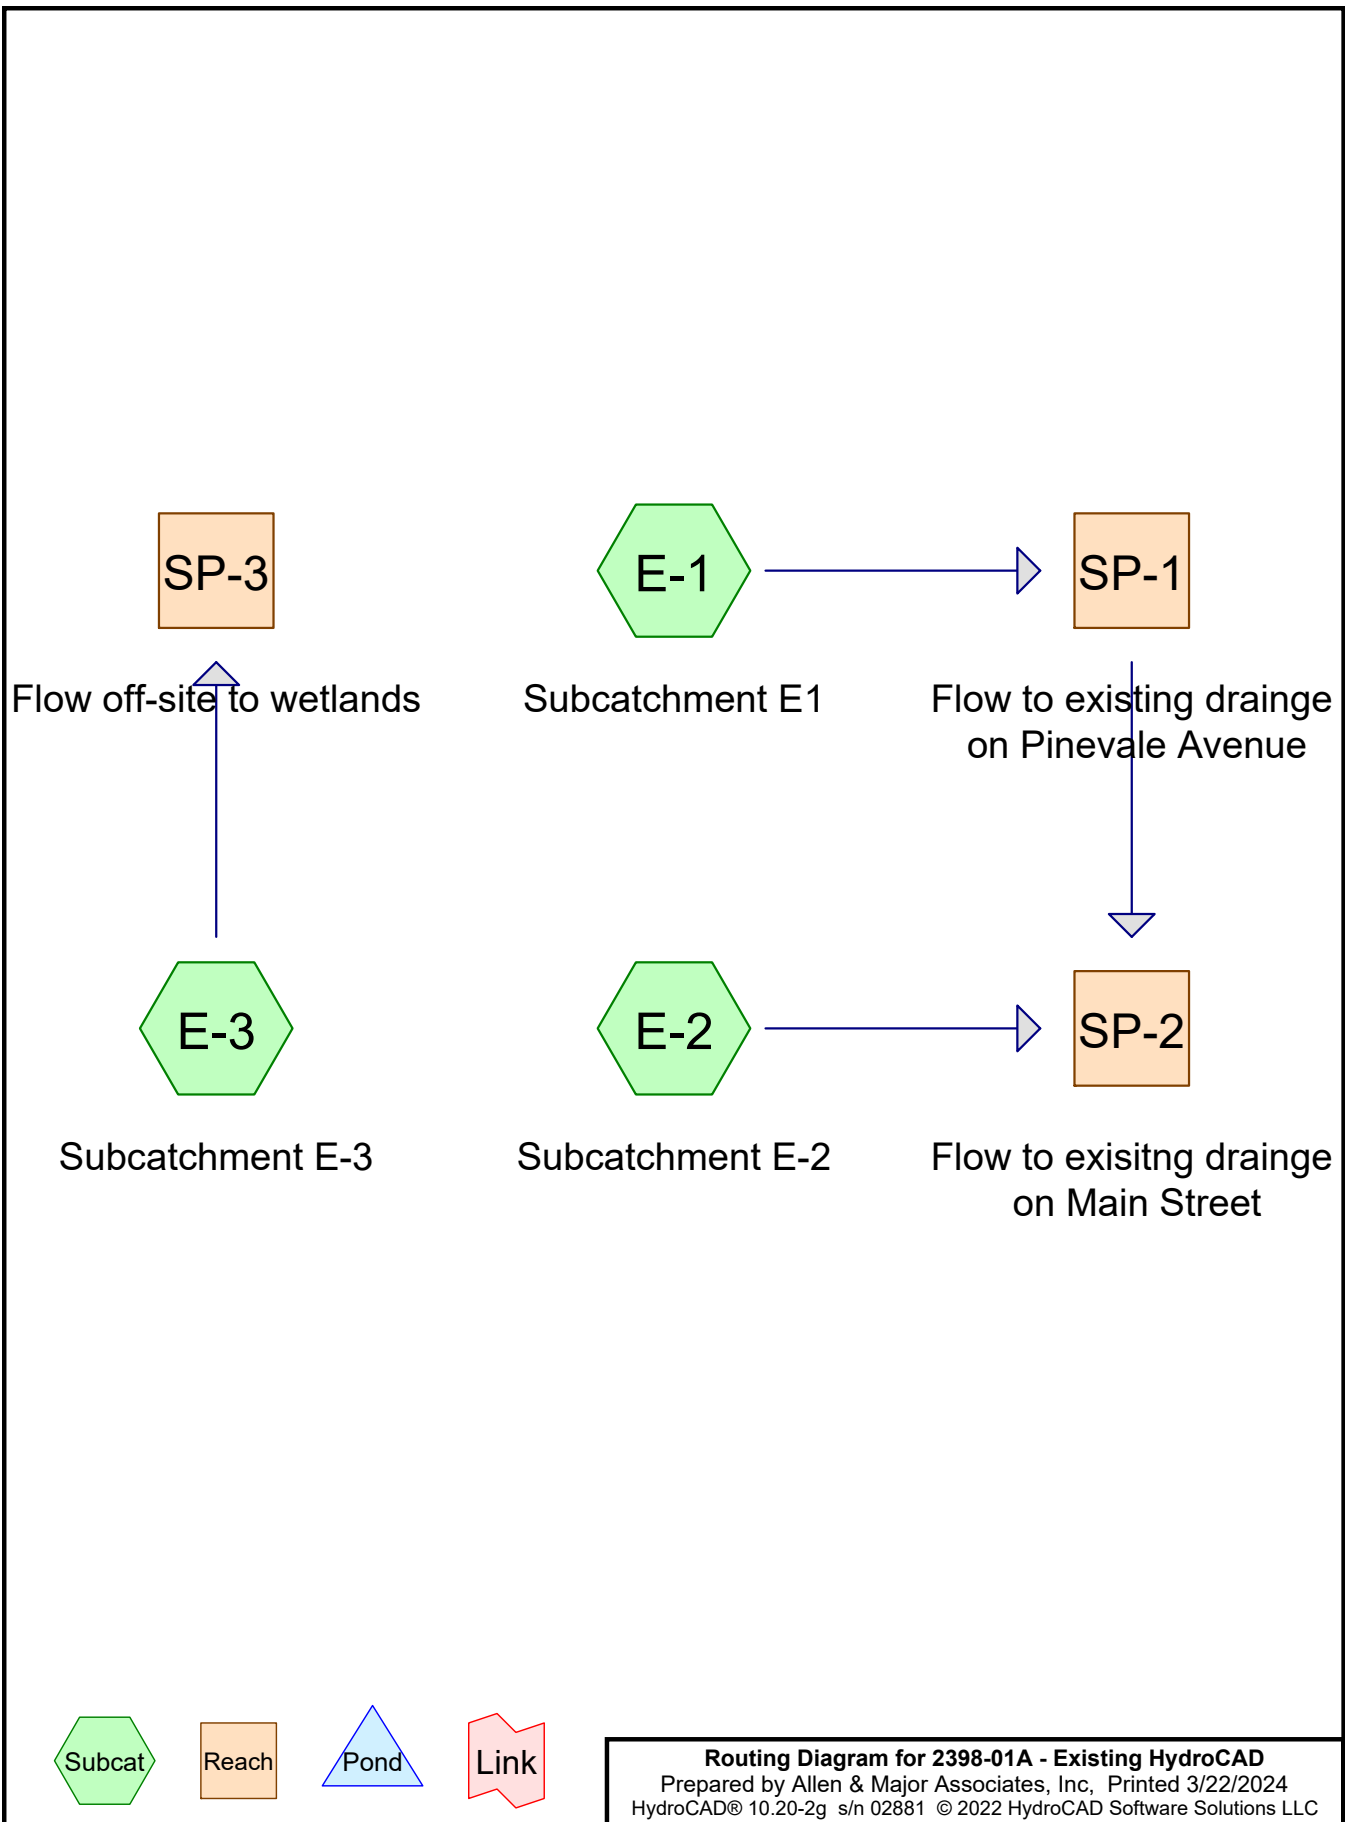 SP-3
E-1
SP-1
Flow off-site to wetlands
Subcatchment E1
Flow to existing drainge
on Pinevale Avenue
E-3
E-2
SP-2
Subcatchment E-3
Subcatchment E-2
Flow to exisitng drainge
on Main Street
Subcat
Reach
Pond
Link
Routing Diagram for 2398-01A - Existing HydroCAD
Prepared by Allen & Major Associates, Inc, Printed 3/22/2024
HydroCAD® 10.20-2g s/n 02881 © 2022 HydroCAD Software Solutions LLC